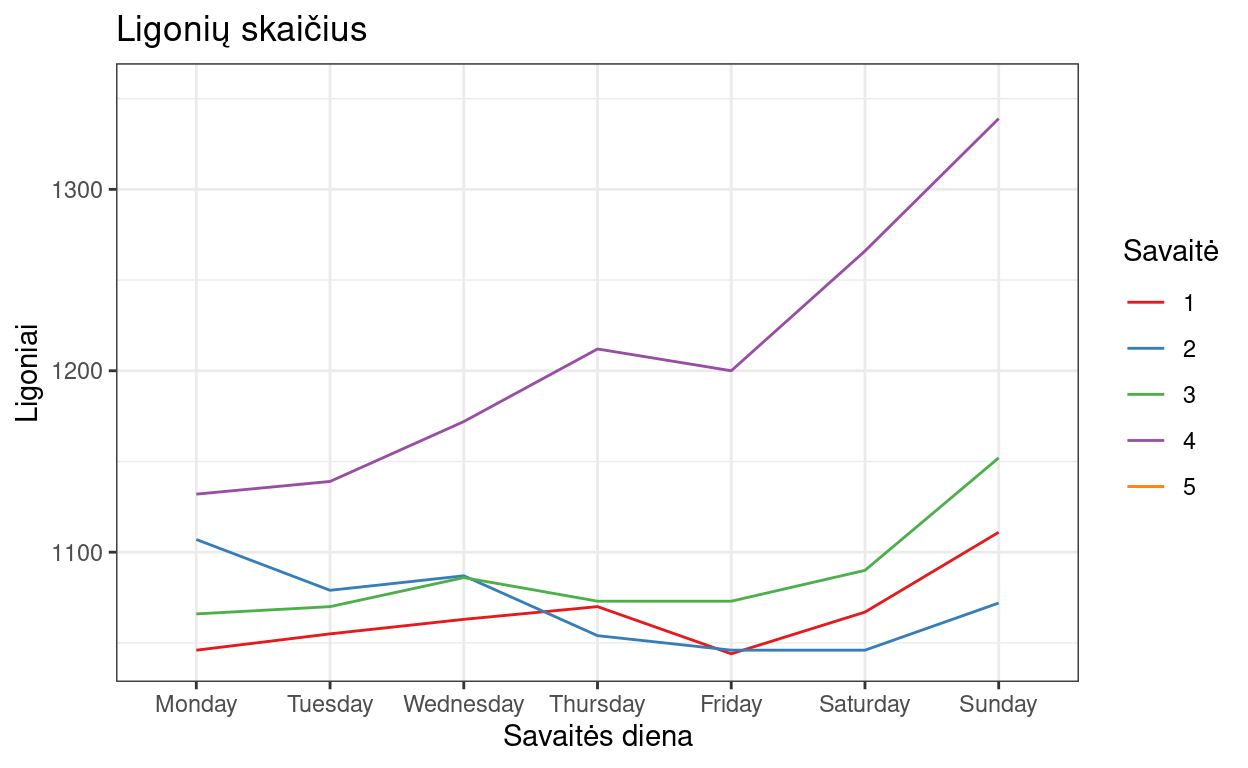 Ligonių skaičius
Ligoniai
1300
1200
1100
Monday Tuesday Wednesday Thursday Friday Saturday Sunday
Savaitės diena
Savaitė
1
2
3
4
5